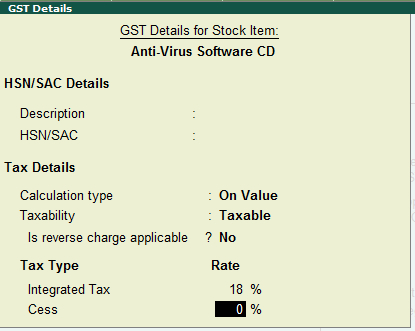 GST Details
GST Details for Stock Item:
Anti-Virus Software CD
HSN/SAC Details
Description :
HSN/SAC :
Tax Details
Calculation type : On Value
Taxability : Taxable
Is reverse charge applicable ? No
Tax Type Rate
Integrated Tax 18 %
Cess 0 %